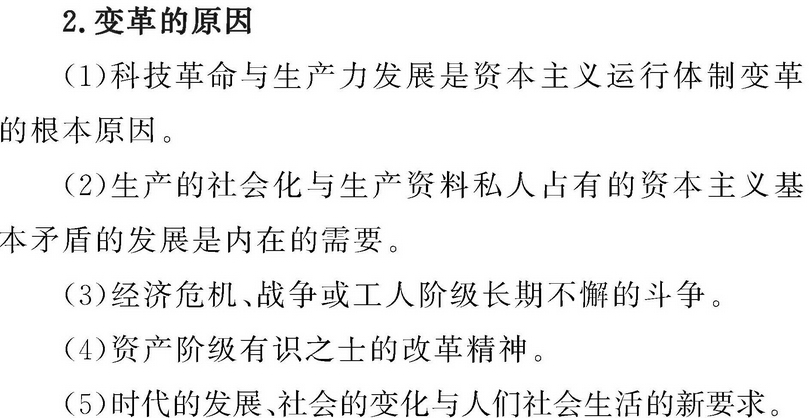 2.变革的原因
(1)科技革命与生产力发展是资本主义运行体制变革
的根本原因。
(2)生产的社会化与生产资料私人占有的资本主义基
本矛盾的发展是内在的需要。
(3)经济危机、战争或工人阶级长期不懈的斗争。
(4)资产阶级有识之士的改革精神。
(5)时代的发展、社会的变化与人们社会生活的新要求。